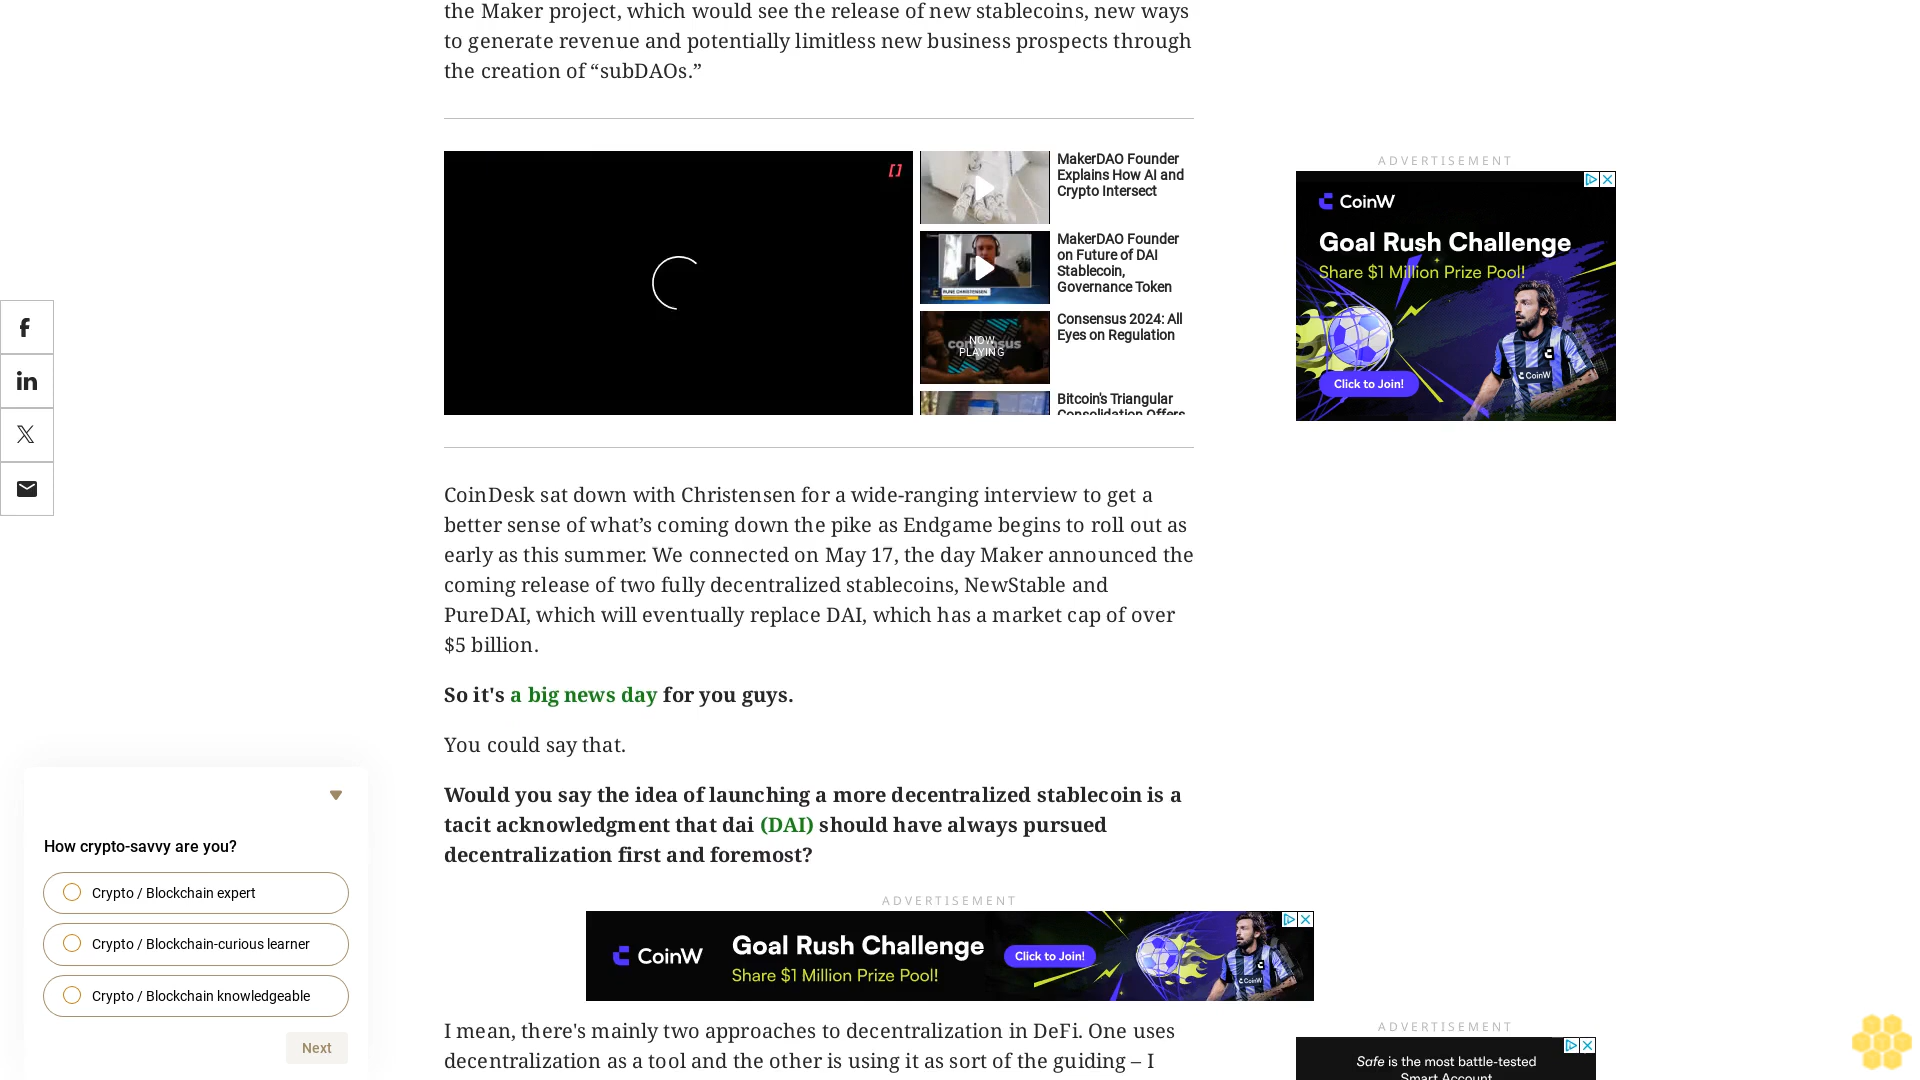 the Maker project, which would see the release of new stablecoins, new ways
to generate revenue and potentially limitless new business prospects through
the creation of “subDAOs.”
MakerDAO Founder
Explains How AI and
Crypto Intersect
MakerDAO Founder
on Future of DAI
Stablecoin,
Governance Token
RUNE CHRISTENSEN
Consensus 2024: All
Eyes on Regulation
consensus
NOW
PLAYING
Bitcoin's Triangular
Consolidation Offers
ADVERTISEMENT
CoinW
Goal Rush Challenge
Share $1 Million Prize Pool!
Click to Join!
CoinW
CoinDesk sat down with Christensen for a wide-ranging interview to get a
better sense of what’s coming down the pike as Endgame begins to roll out as
early as this summer. We connected on May 17, the day Maker announced the
coming release of two fully decentralized stablecoins, NewStable and
PureDAI, which will eventually replace DAI, which has a market cap of over
$5 billion.
So it's a big news day for you guys.
You could say that.
Would you say the idea of launching a more decentralized stablecoin is a
tacit acknowledgment that dai (DAI) should have always pursued
decentralization first and foremost?
ADVERTISEMENT
CoinW
Goal Rush Challenge
Share $1 Million Prize Pool!
Click to Join!
CoinW
I mean, there's mainly two approaches to decentralization in DeFi. One uses
decentralization as a tool and the other is using it as sort of the guiding – I
ADVERTISEMENT
Safe is the most battle-tested
Smart Account
How crypto-savvy are you?
Crypto / Blockchain expert
Crypto / Blockchain-curious learner
Crypto / Blockchain knowledgeable
Next